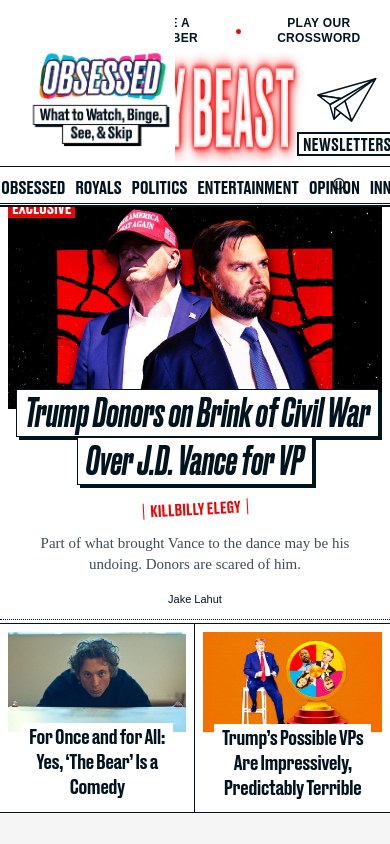 E A
BER
PLAY OUR
CROSSWORD
OBSESSED
What to Watch, Binge,
See, & Skip
Y BEAST
NEWSLETTERS
OBSESSED ROYALS POLITICS ENTERTAINMENT OPINION INN
EXCLUSIVE
AMERICA
AGAIN
Trump Donors on Brink of Civil War
Over J.D. Vance for VP
KILLBILLY ELEGY
Part of what brought Vance to the dance may be his
undoing. Donors are scared of him.
Jake Lahut
For Once and for All:
Yes, ‘The Bear’ Is a
Comedy
Trump’s Possible VPs
Are Impressively,
Predictably Terrible